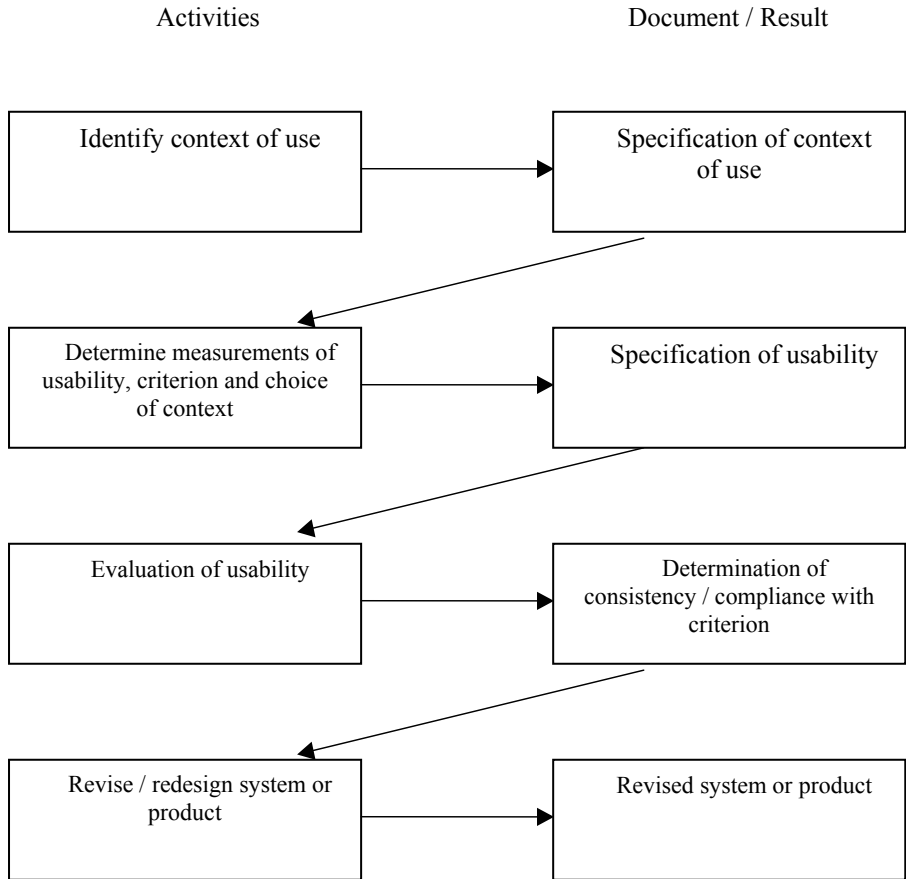 Activities
Document / Result
Identify context of use
Specification of context
of use
Determine measurements of
usability, criterion and choice
of context
Specification of usability
Evaluation of usability
Determination of
consistency / compliance with
criterion
Revise / redesign system or
product
Revised system or product